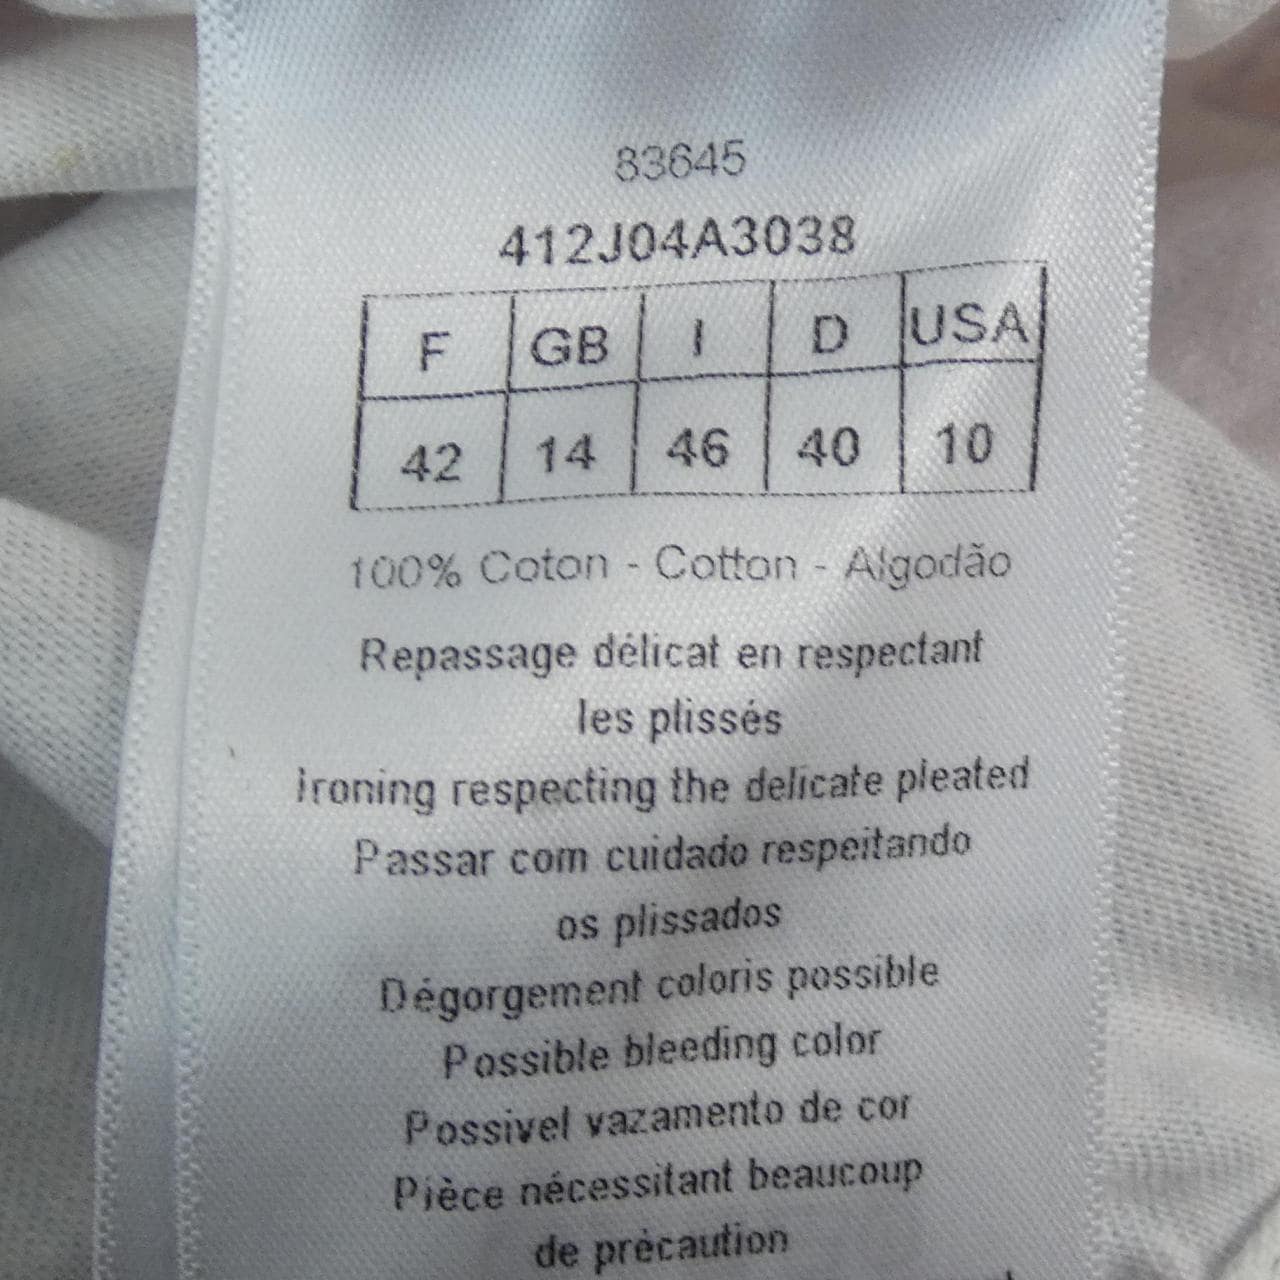 83645
412J04A3038
F GB I D USA
42 14 46 40 10
100% Coton - Cotton - Algodão
Repassage délicat en respectant
les plissés
Ironing respecting the delicate pleated
Passar com cuidado respeitando
os plissados
Dégorgement coloris possible
Possible bleeding color
Possivel vazamento de cor
Pièce nécessitant beaucoup
de précaution